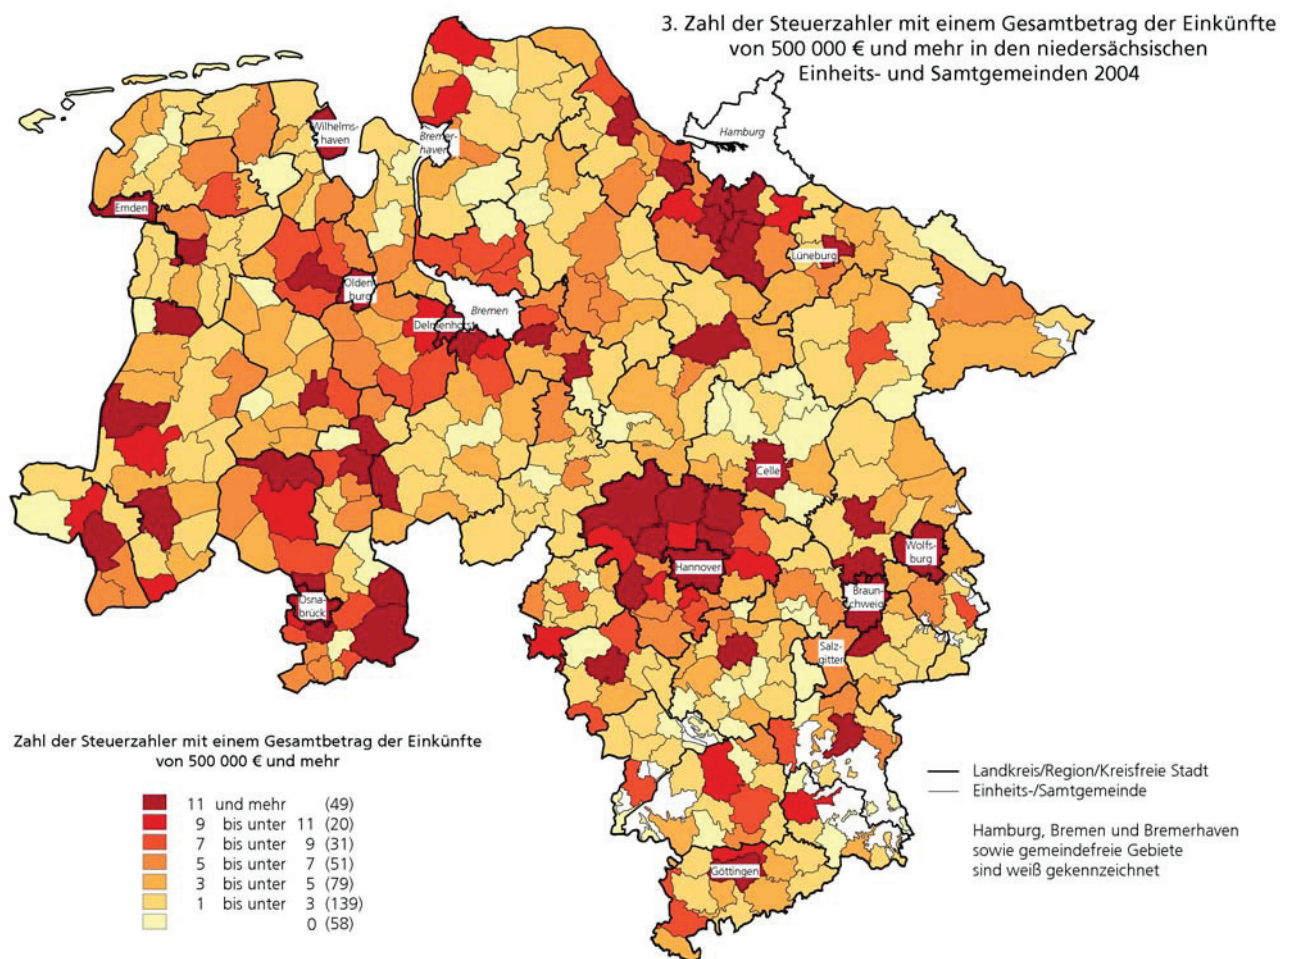 3. Zahl der Steuerzahler mit einem Gesamtbetrag der Einkünfte
von 500 000 € und mehr in den niedersächsischen
Einheits- und Samtgemeinden 2004
Wilhelms-
haven
Bremer-
haven
Hamburg
Emden
Lüneburg
Olden-
burg
Bremen
Delmenhorst
Celle
Wolfs-
burg
Hannover
Braun-
schweig
Osna-
brück
Salz-
gitter
Göttingen
Zahl der Steuerzahler mit einem Gesamtbetrag der Einkünfte
von 500 000 € und mehr
11 und mehr (49)
9 bis unter 11 (20)
7 bis unter 9 (31)
5 bis unter 7 (51)
3 bis unter 5 (79)
1 bis unter 3 (139)
0 (58)
Landkreis/Region/Kreisfreie Stadt
Einheits-/Samtgemeinde
Hamburg, Bremen und Bremerhaven
sowie gemeindefreie Gebiete
sind weiß gekennzeichnet